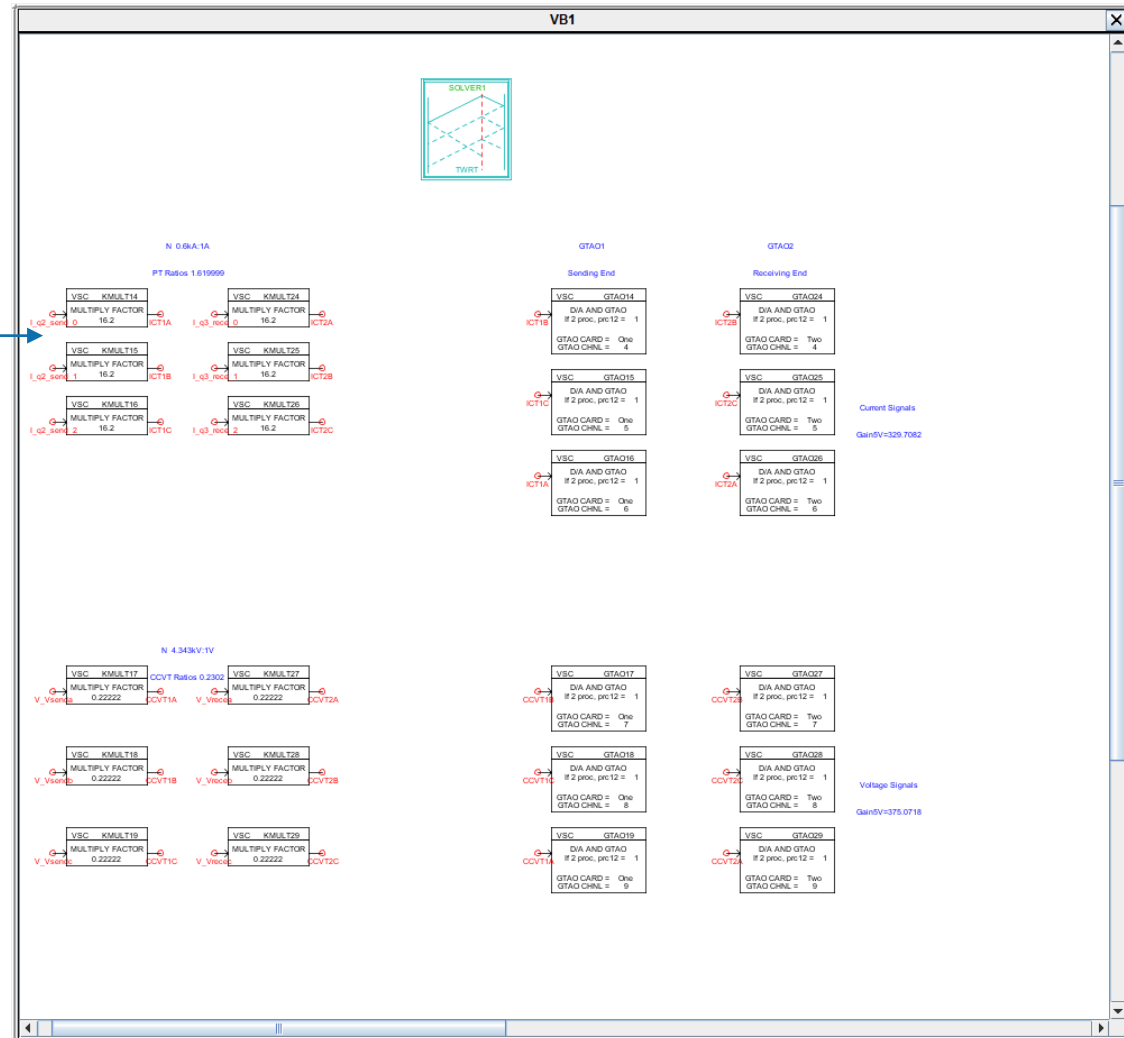 VB1
SOLVER1
TWRT
N 0.6kA:1A
PT Ratios 1.619999
GTAO1
Sending End
GTAO2
Receiving End
VSC KMULT14
MULTIPLY FACTOR
16.2
I_q2_send_0
ICT1A
VSC KMULT24
MULTIPLY FACTOR
16.2
I_q3_rece_0
ICT2A
VSC KMULT15
MULTIPLY FACTOR
16.2
I_q2_send_1
ICT1B
VSC KMULT25
MULTIPLY FACTOR
16.2
I_q3_rece_1
ICT2B
VSC KMULT16
MULTIPLY FACTOR
16.2
I_q2_send_2
ICT1C
VSC KMULT26
MULTIPLY FACTOR
16.2
I_q3_rece_2
ICT2C
VSC GTAO14
D/A AND GTAO
If 2 proc, prc12 = 1
GTAO CARD = One
GTAO CHNL = 4
ICT1B
VSC GTAO24
D/A AND GTAO
If 2 proc, prc12 = 1
GTAO CARD = Two
GTAO CHNL = 4
ICT2B
VSC GTAO15
D/A AND GTAO
If 2 proc, prc12 = 1
GTAO CARD = One
GTAO CHNL = 5
ICT1C
VSC GTAO25
D/A AND GTAO
If 2 proc, prc12 = 1
GTAO CARD = Two
GTAO CHNL = 5
ICT2C
Current Signals
Gain5V=329.7082
VSC GTAO16
D/A AND GTAO
If 2 proc, prc12 = 1
GTAO CARD = One
GTAO CHNL = 6
ICT1A
VSC GTAO26
D/A AND GTAO
If 2 proc, prc12 = 1
GTAO CARD = Two
GTAO CHNL = 6
ICT2A
N 4.343kV:1V
CCVT Ratios 0.2302
VSC KMULT17
MULTIPLY FACTOR
0.22222
V_Vsenda
CCVT1A
VSC KMULT27
MULTIPLY FACTOR
0.22222
V_Vrecea
CCVT2A
VSC KMULT18
MULTIPLY FACTOR
0.22222
V_Vsendb
CCVT1B
VSC KMULT28
MULTIPLY FACTOR
0.22222
V_Vreceb
CCVT2B
VSC KMULT19
MULTIPLY FACTOR
0.22222
V_Vsendc
CCVT1C
VSC KMULT29
MULTIPLY FACTOR
0.22222
V_Vrecec
CCVT2C
VSC GTAO17
D/A AND GTAO
If 2 proc, prc12 = 1
GTAO CARD = One
GTAO CHNL = 7
CCVT1B
VSC GTAO27
D/A AND GTAO
If 2 proc, prc12 = 1
GTAO CARD = Two
GTAO CHNL = 7
CCVT2B
VSC GTAO18
D/A AND GTAO
If 2 proc, prc12 = 1
GTAO CARD = One
GTAO CHNL = 8
CCVT1C
VSC GTAO28
D/A AND GTAO
If 2 proc, prc12 = 1
GTAO CARD = Two
GTAO CHNL = 8
CCVT2C
Voltage Signals
Gain5V=375.0718
VSC GTAO19
D/A AND GTAO
If 2 proc, prc12 = 1
GTAO CARD = One
GTAO CHNL = 9
CCVT1A
VSC GTAO29
D/A AND GTAO
If 2 proc, prc12 = 1
GTAO CARD = Two
GTAO CHNL = 9
CCVT2A